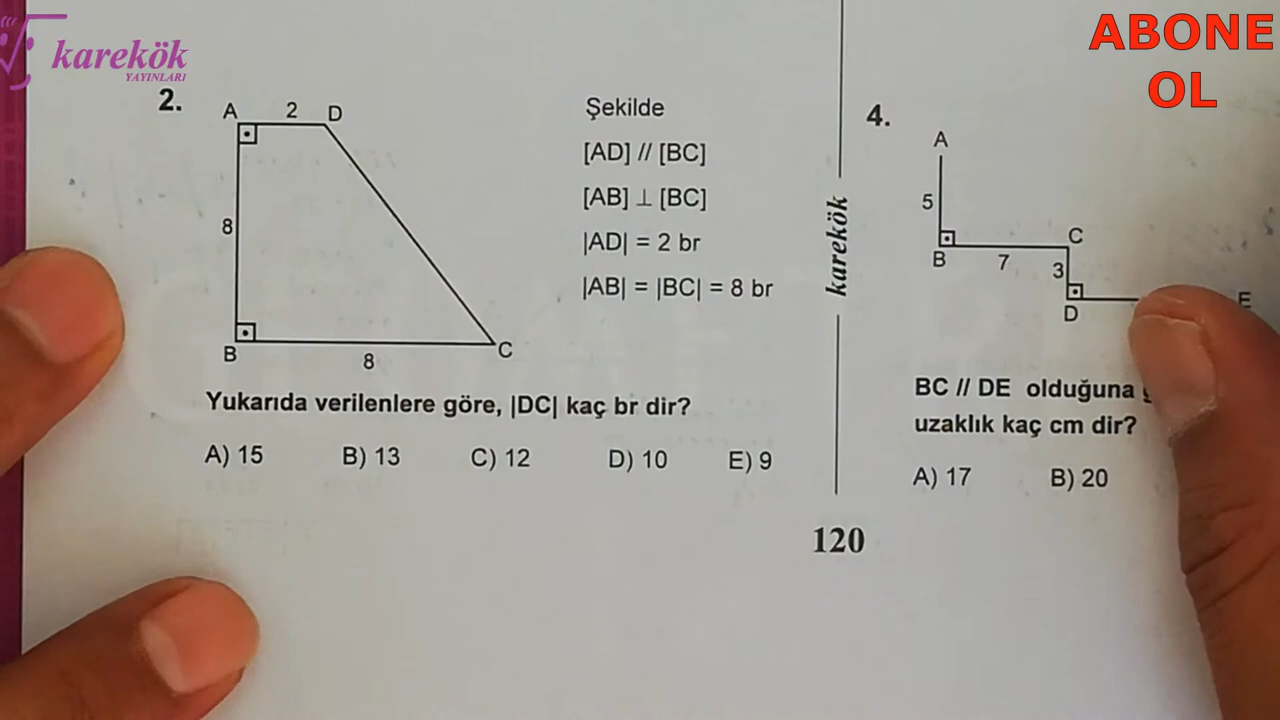 karekök
YAYINLARI
ABONE
OL
2.
A 2 D
8
B 8 C
Şekilde
[AD] // [BC]
[AB] ⊥ [BC]
|AD| = 2 br
|AB| = |BC| = 8 br
Yukarıda verilenlere göre, |DC| kaç br dir?
A) 15 B) 13 C) 12 D) 10 E) 9
karekök
120
4.
A
5
B 7 C
3
D E
BC // DE olduğuna
uzaklık kaç cm dir?
A) 17 B) 20